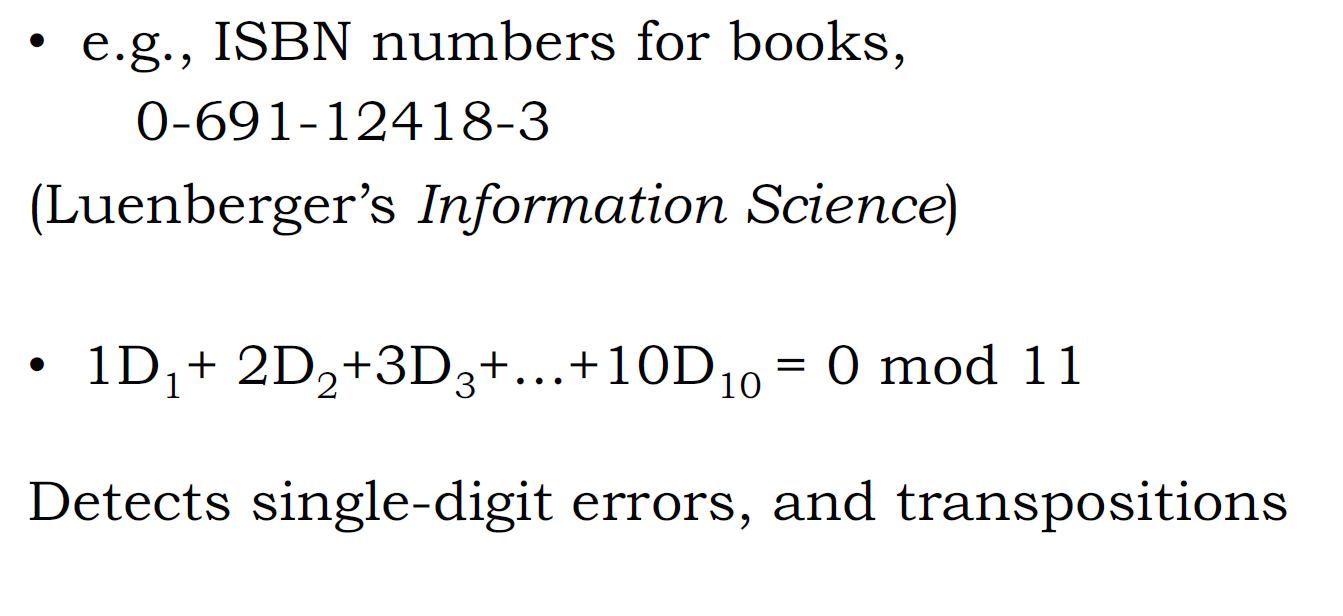 • e.g., ISBN numbers for books,
0-691-12418-3
(Luenberger’s Information Science)
• 1D₁+ 2D₂+3D₃+…+10D₁₀ = 0 mod 11
Detects single-digit errors, and transpositions